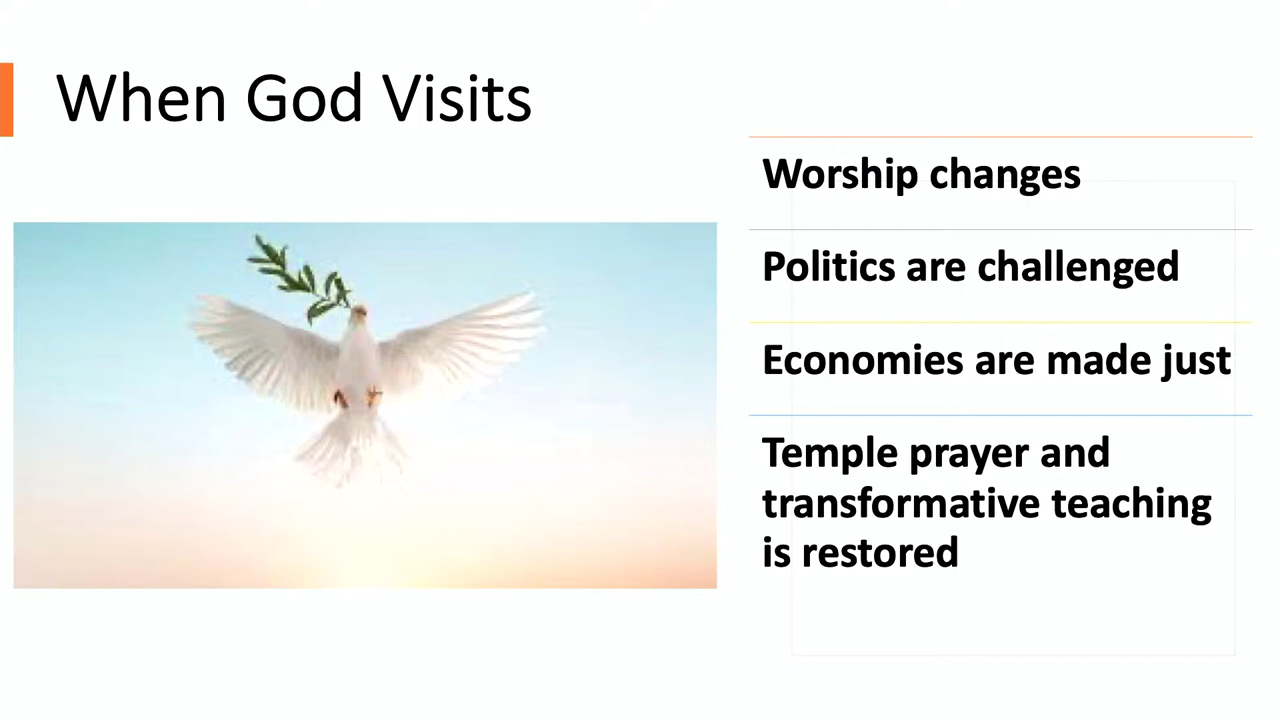 When God Visits
Worship changes
Politics are challenged
Economies are made just
Temple prayer and
transformative teaching
is restored